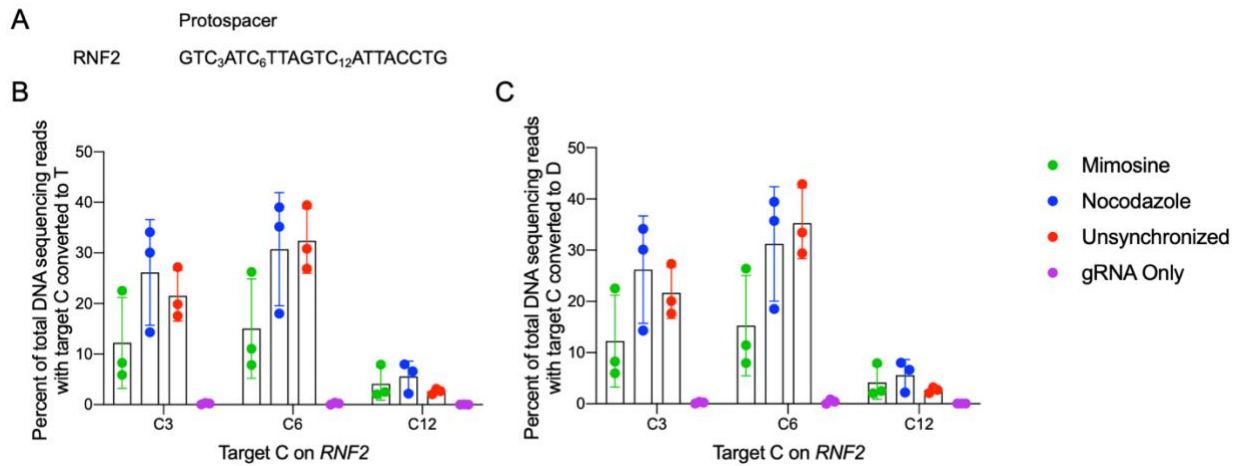 A
Protospacer
RNF2 GTC₃ATC₆TTAGTC₁₂ATTACCTG
B
Percent of total DNA sequencing reads
with target C converted to T
50
40
30
20
10
0
C3 C6 C12
Target C on RNF2
C
Percent of total DNA sequencing reads
with target C converted to D
50
40
30
20
10
0
C3 C6 C12
Target C on RNF2
Mimosine
Nocodazole
Unsynchronized
gRNA Only